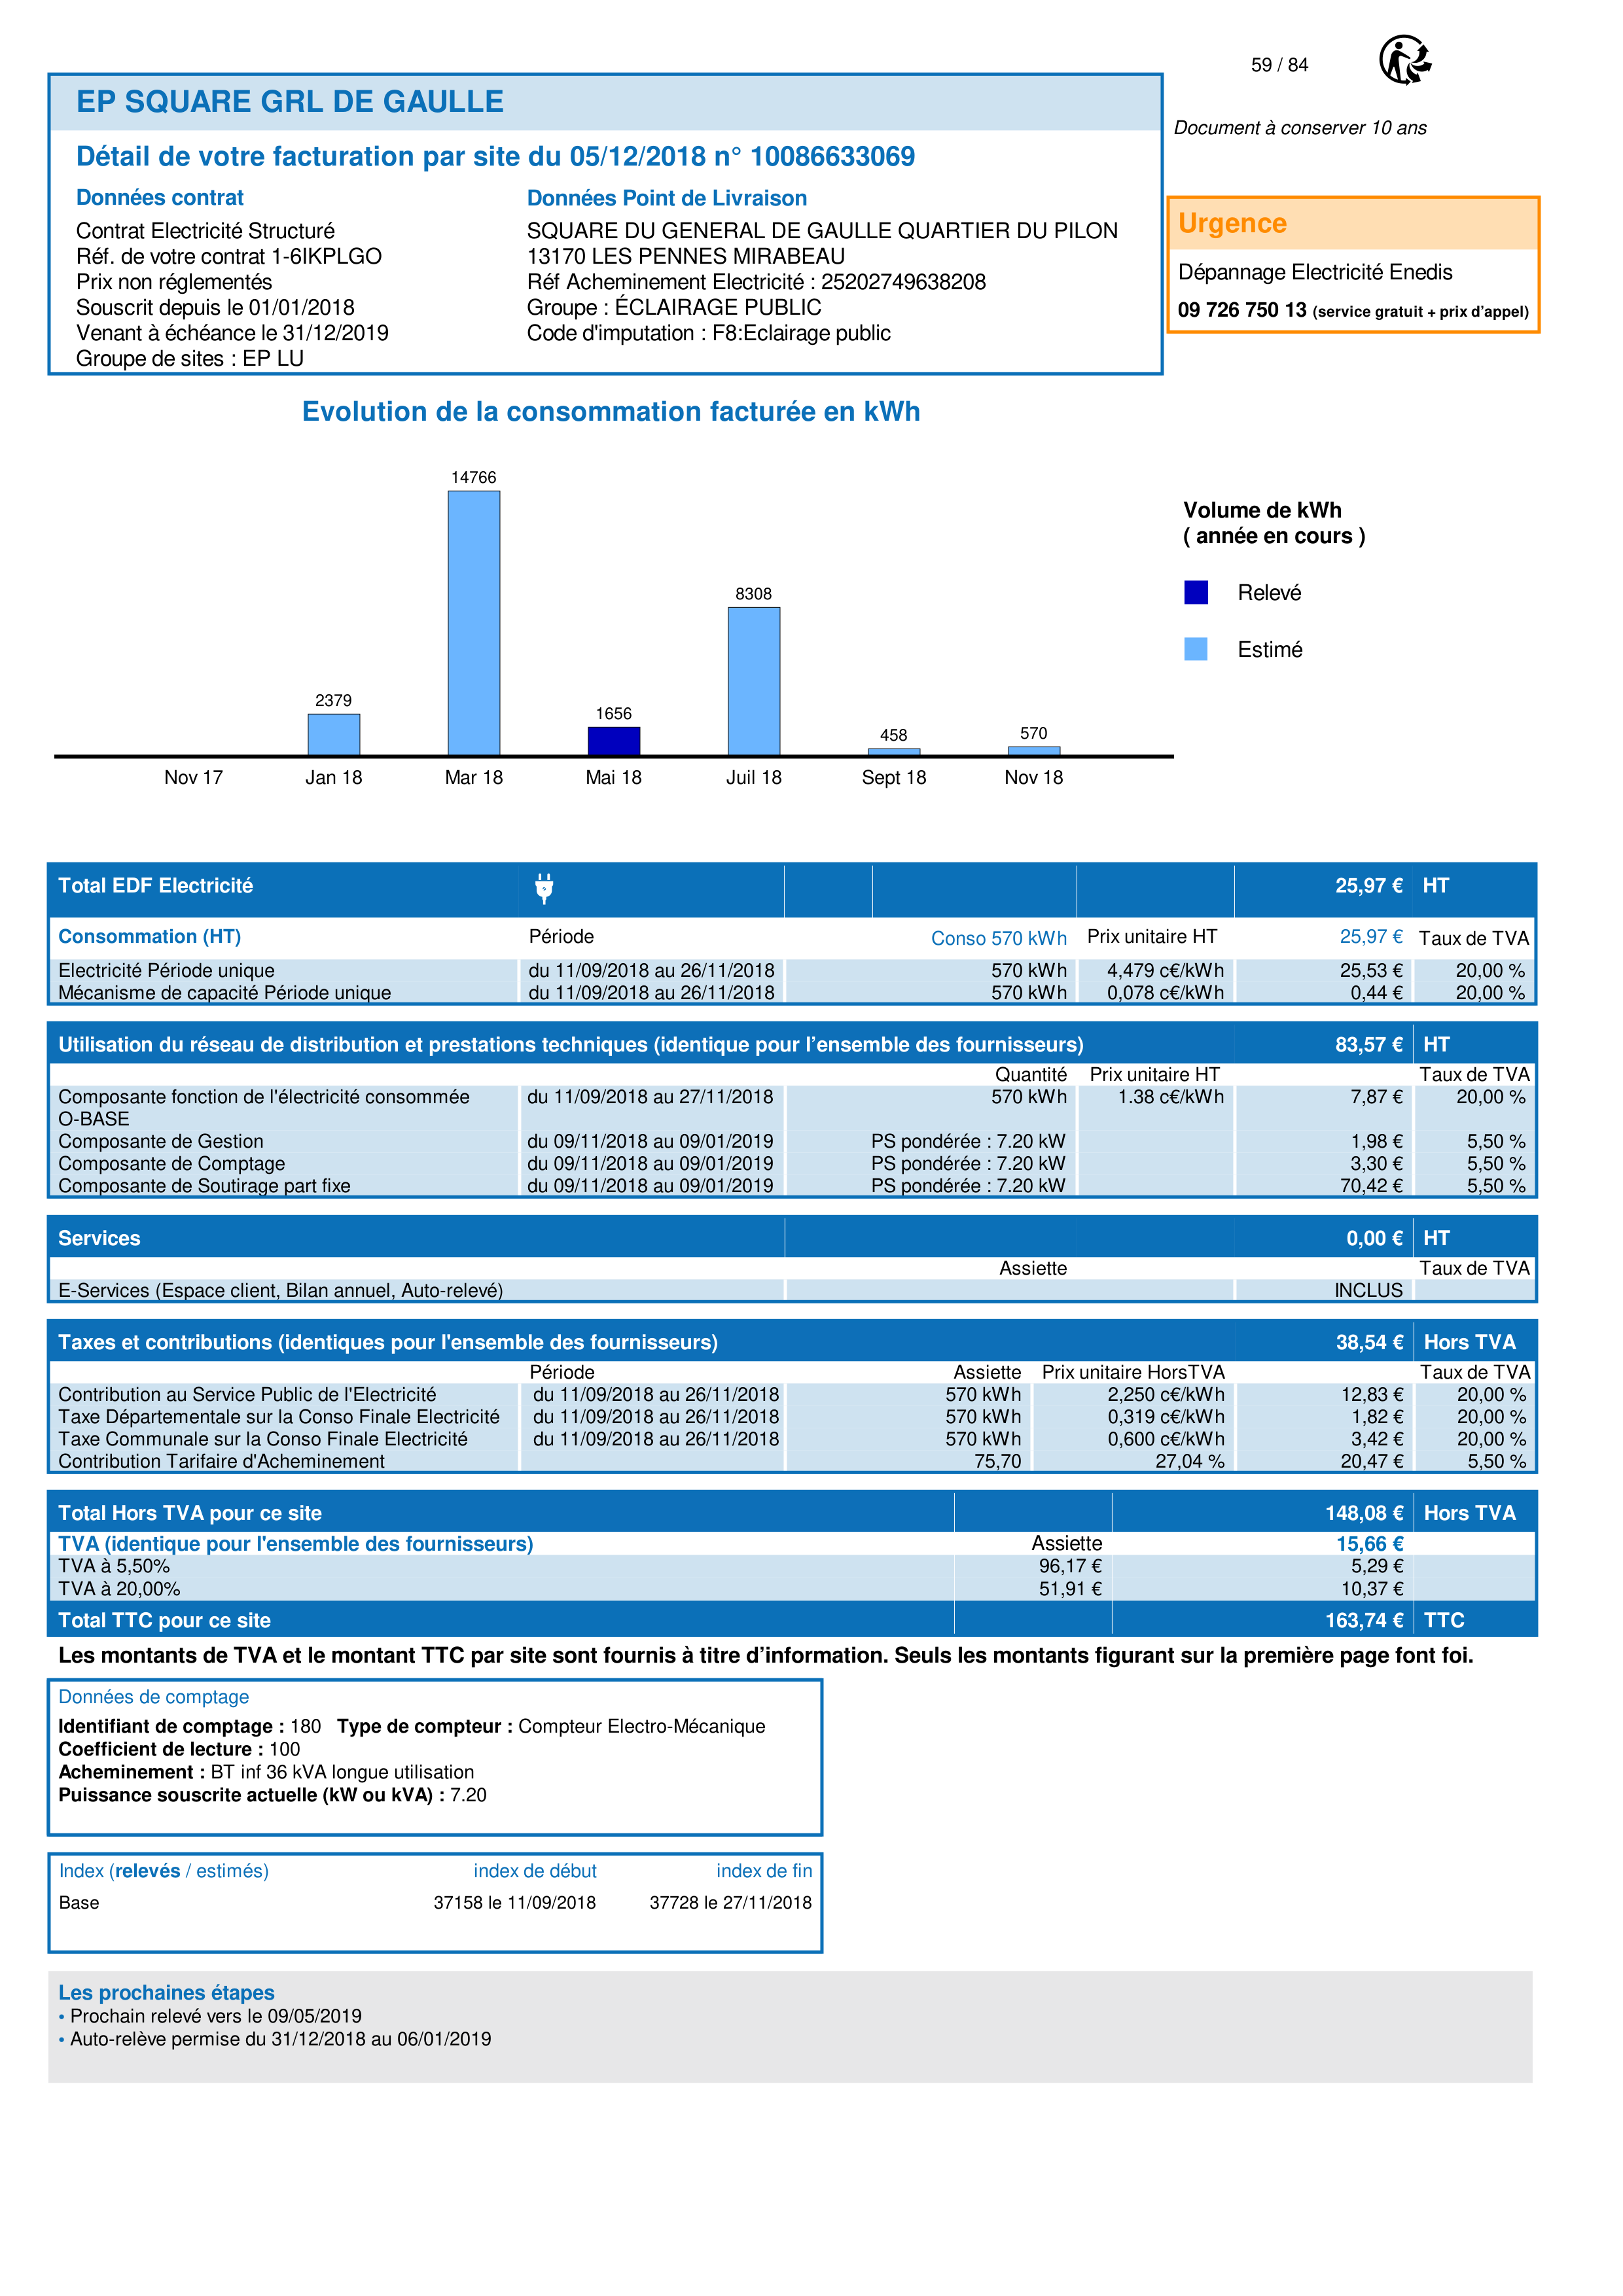 59 / 84
Document à conserver 10 ans
EP SQUARE GRL DE GAULLE
Détail de votre facturation par site du 05/12/2018 n° 10086633069
Données contrat
Contrat Electricité Structuré
Réf. de votre contrat 1-6IKPLGO
Prix non réglementés
Souscrit depuis le 01/01/2018
Venant à échéance le 31/12/2019
Groupe de sites : EP LU
Données Point de Livraison
SQUARE DU GENERAL DE GAULLE QUARTIER DU PILON
13170 LES PENNES MIRABEAU
Réf Acheminement Electricité : 25202749638208
Groupe : ÉCLAIRAGE PUBLIC
Code d'imputation : F8:Eclairage public
Urgence
Dépannage Electricité Enedis
09 726 750 13 (service gratuit + prix d'appel)
Evolution de la consommation facturée en kWh
14766
8308
2379
1656
458
570
Nov 17 Jan 18 Mar 18 Mai 18 Juil 18 Sept 18 Nov 18
Volume de kWh
( année en cours )
Relevé
Estimé
Total EDF Electricité 25,97 € HT
Consommation (HT) Période Conso 570 kWh Prix unitaire HT 25,97 € Taux de TVA
Electricité Période unique du 11/09/2018 au 26/11/2018 570 kWh 4,479 c€/kWh 25,53 € 20,00 %
Mécanisme de capacité Période unique du 11/09/2018 au 26/11/2018 570 kWh 0,078 c€/kWh 0,44 € 20,00 %
Utilisation du réseau de distribution et prestations techniques (identique pour l'ensemble des fournisseurs) 83,57 € HT
Quantité Prix unitaire HT Taux de TVA
Composante fonction de l'électricité consommée du 11/09/2018 au 27/11/2018 570 kWh 1.38 c€/kWh 7,87 € 20,00 %
O-BASE
Composante de Gestion du 09/11/2018 au 09/01/2019 PS pondérée : 7.20 kW 1,98 € 5,50 %
Composante de Comptage du 09/11/2018 au 09/01/2019 PS pondérée : 7.20 kW 3,30 € 5,50 %
Composante de Soutirage part fixe du 09/11/2018 au 09/01/2019 PS pondérée : 7.20 kW 70,42 € 5,50 %
Services 0,00 € HT
Assiette Taux de TVA
E-Services (Espace client, Bilan annuel, Auto-relevé) INCLUS
Taxes et contributions (identiques pour l'ensemble des fournisseurs) 38,54 € Hors TVA
Période Assiette Prix unitaire HorsTVA Taux de TVA
Contribution au Service Public de l'Electricité du 11/09/2018 au 26/11/2018 570 kWh 2,250 c€/kWh 12,83 € 20,00 %
Taxe Départementale sur la Conso Finale Electricité du 11/09/2018 au 26/11/2018 570 kWh 0,319 c€/kWh 1,82 € 20,00 %
Taxe Communale sur la Conso Finale Electricité du 11/09/2018 au 26/11/2018 570 kWh 0,600 c€/kWh 3,42 € 20,00 %
Contribution Tarifaire d'Acheminement 75,70 27,04 % 20,47 € 5,50 %
Total Hors TVA pour ce site 148,08 € Hors TVA
TVA (identique pour l'ensemble des fournisseurs) Assiette 15,66 €
TVA à 5,50% 96,17 € 5,29 €
TVA à 20,00% 51,91 € 10,37 €
Total TTC pour ce site 163,74 € TTC
Les montants de TVA et le montant TTC par site sont fournis à titre d'information. Seuls les montants figurant sur la première page font foi.
Données de comptage
Identifiant de comptage : 180 Type de compteur : Compteur Electro-Mécanique
Coefficient de lecture : 100
Acheminement : BT inf 36 kVA longue utilisation
Puissance souscrite actuelle (kW ou kVA) : 7.20
Index (relevés / estimés) index de début index de fin
Base 37158 le 11/09/2018 37728 le 27/11/2018
Les prochaines étapes
• Prochain relevé vers le 09/05/2019
• Auto-relève permise du 31/12/2018 au 06/01/2019